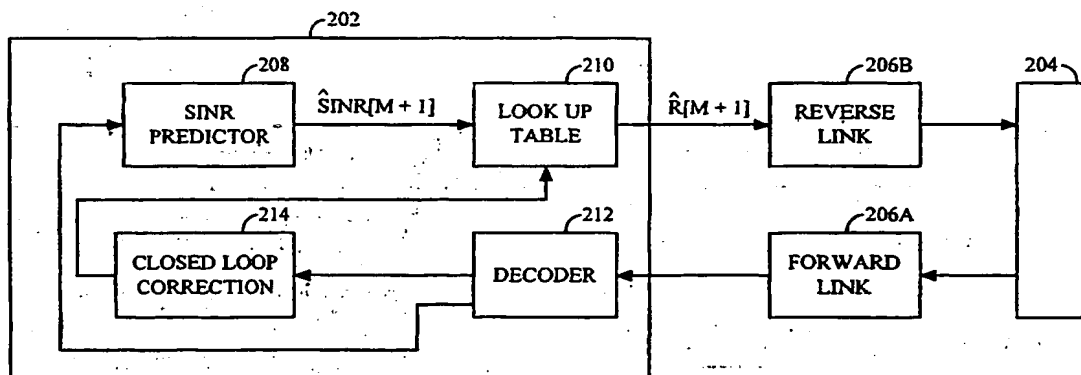 202
208
210
206B
204
SINR
PREDICTOR
ŜINR[M + 1]
LOOK UP
TABLE
R̂[M + 1]
REVERSE
LINK
214
212
206A
CLOSED LOOP
CORRECTION
DECODER
FORWARD
LINK